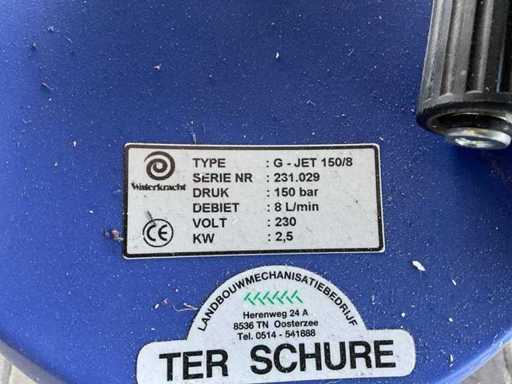 Waterkracht
CE
TYPE : G - JET 150/8
SERIE NR : 231.029
DRUK : 150 bar
DEBIET : 8 L/min
VOLT : 230
KW : 2,5
LANDBOUWMECHANISATIEBEDRIJF
Herenweg 24 A
8536 TN Oosterzee
Tel. 0514 - 541888
TER SCHURE